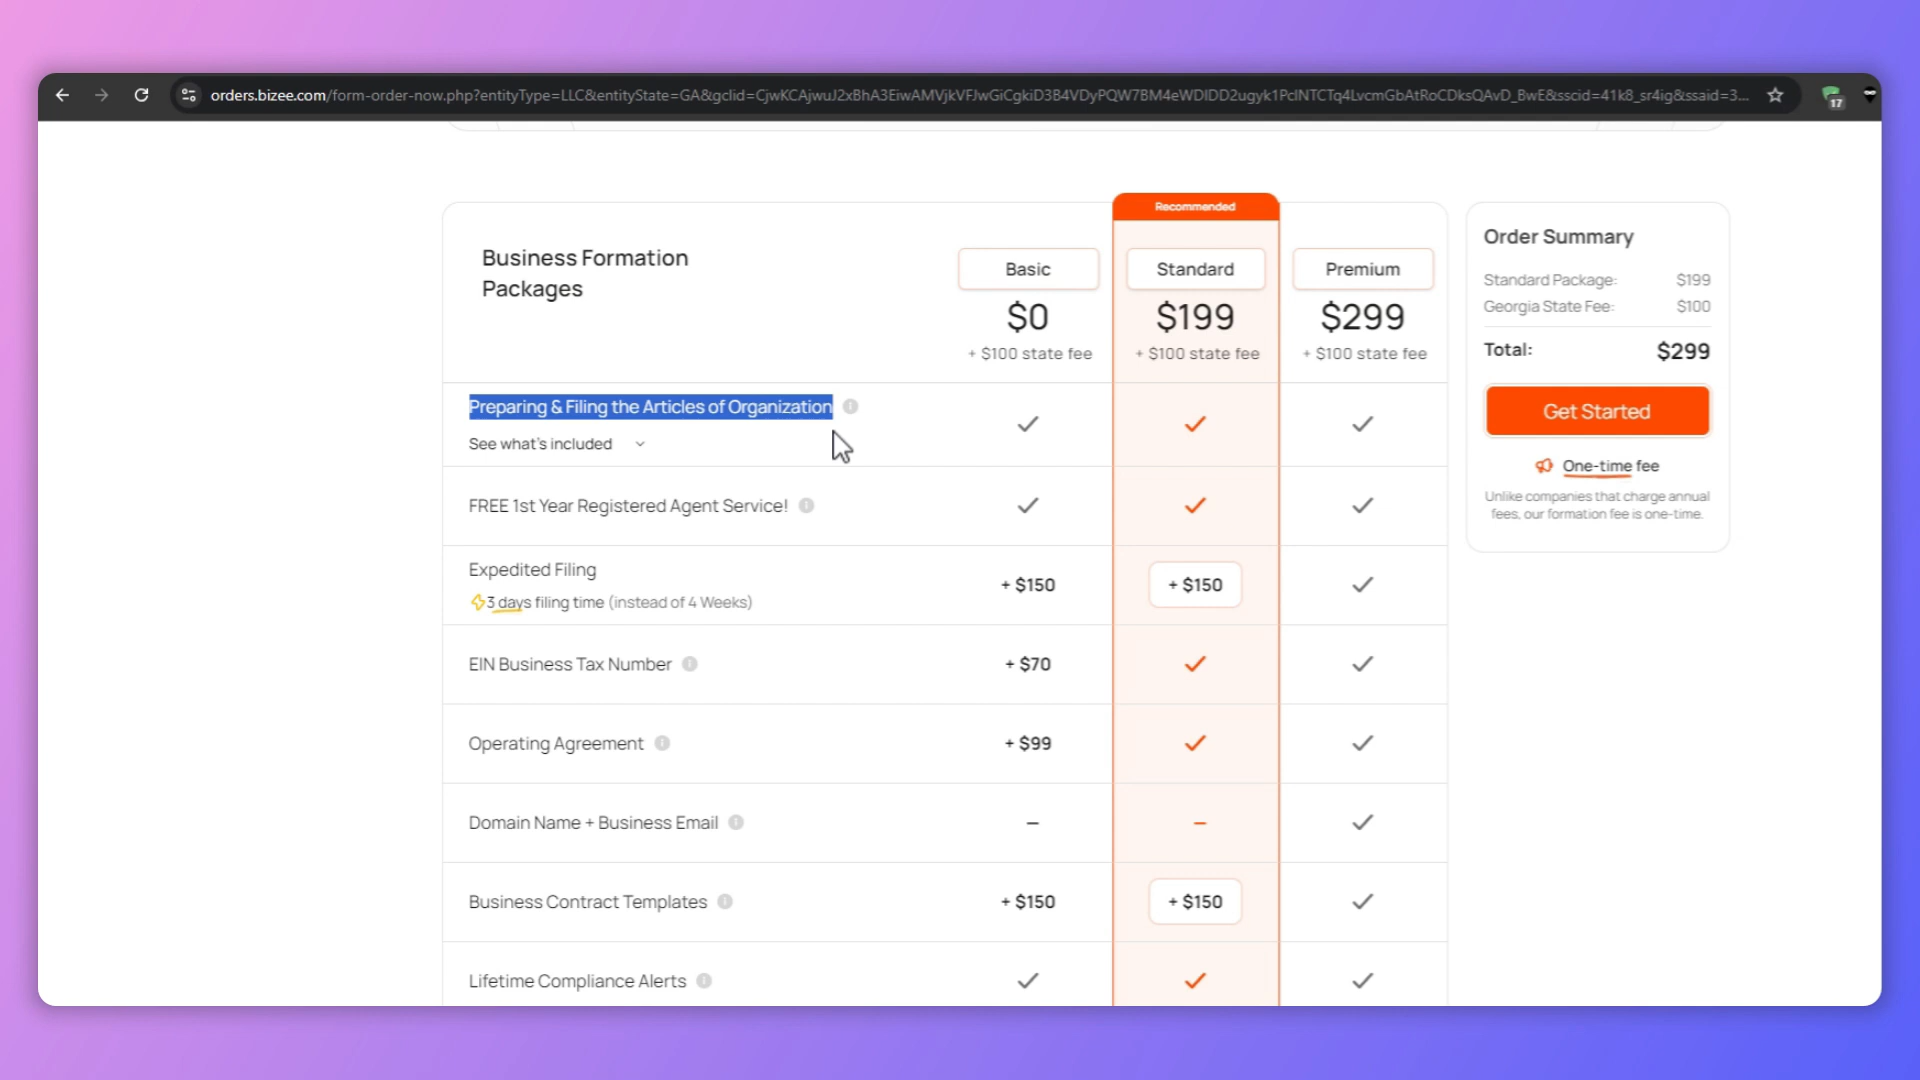 orders.bizee.com/form-order-now.php?entityType=LLC&entityState=GA&gclid=CjwKCAjwuJ2xBhA3EiwAMVjkVFJwGiCgkiD3B4VDyPQW7BM4eWDIDD2ugyk1PclNTCTq4LvcmGbAtRoCDksQAvD_BwE&sscid=41k8_sr4ig&ssaid=3...
17
Recommended
Business Formation
Packages
Basic
Standard
Premium
$0
$199
$299
+ $100 state fee
+ $100 state fee
+ $100 state fee
Order Summary
Standard Package: $199
Georgia State Fee: $100
Total: $299
Get Started
One-time fee
Unlike companies that charge annual
fees, our formation fee is one-time.
Preparing & Filing the Articles of Organization
See what's included
FREE 1st Year Registered Agent Service!
Expedited Filing
3 days filing time (instead of 4 Weeks)
+ $150
+ $150
EIN Business Tax Number
+ $70
Operating Agreement
+ $99
Domain Name + Business Email
–
–
Business Contract Templates
+ $150
+ $150
Lifetime Compliance Alerts